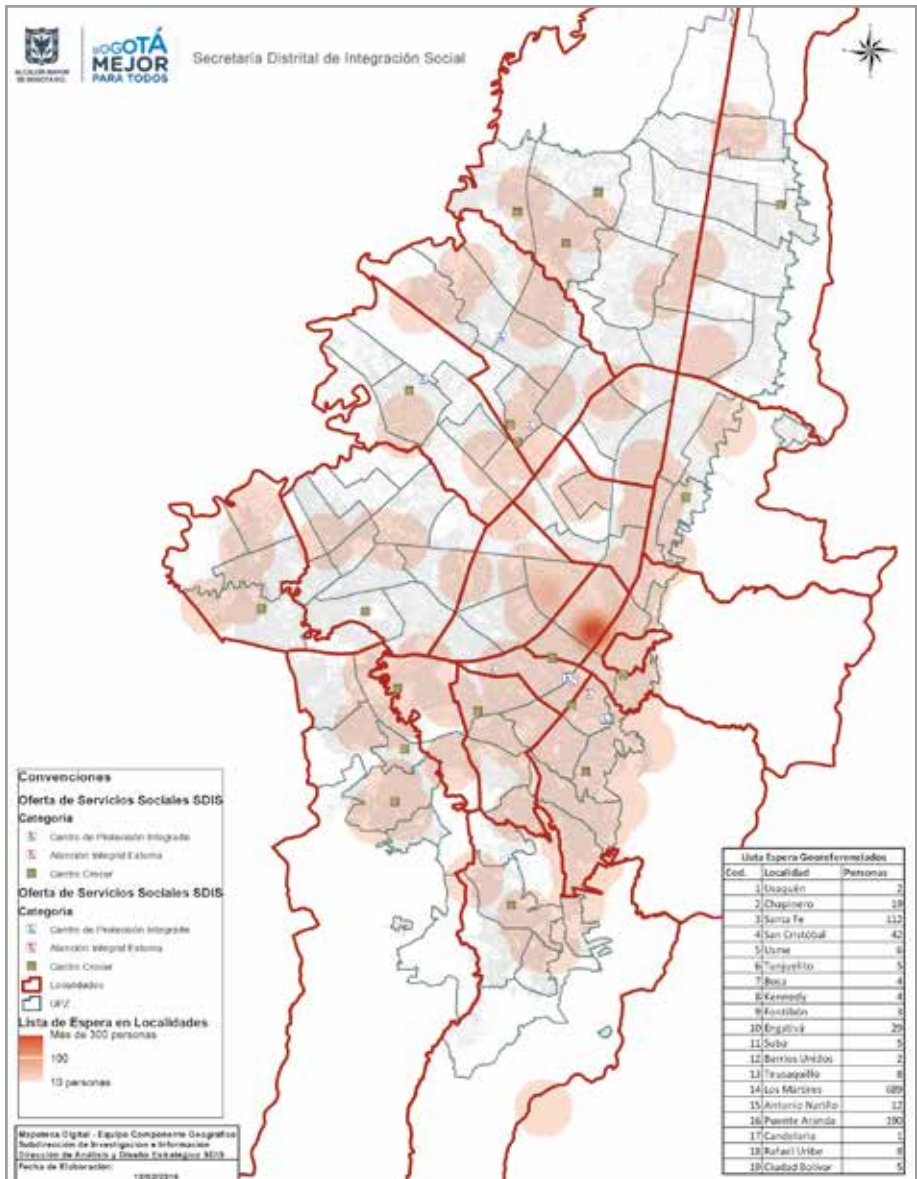 ALCALDÍA MAYOR
DE BOGOTÁ D.C.
BOGOTÁ
MEJOR
PARA TODOS
Secretaría Distrital de Integración Social
Convenciones
Oferta de Servicios Sociales SDIS
Categoría
Centro de Protección Integrado
Atención Integral Externa
Centro Crecer
Oferta de Servicios Sociales SDIS
Categoría
Centro de Protección Integrado
Atención Integral Externa
Centro Crecer
Localidades
UPZ
Lista de Espera en Localidades
Más de 300 personas
100
10 personas
Mapoteca Digital - Equipo Componente Geográfico
Subdirección de Investigación e Información
Dirección de Análisis y Diseño Estratégico SDIS
Fecha de Elaboración:
Lista Espera Georeferenciados
Cod. Localidad Personas
1 Usaquén 2
2 Chapinero 19
3 Santa Fe 112
4 San Cristóbal 42
5 Usme 6
6 Tunjuelito 5
7 Bosa 4
8 Kennedy 4
9 Fontibón 3
10 Engativá 29
11 Suba 5
12 Barrios Unidos 2
13 Teusaquillo 8
14 Los Mártires 689
15 Antonio Nariño 12
16 Puente Aranda 190
17 Candelaria 1
18 Rafael Uribe 8
19 Ciudad Bolívar 5